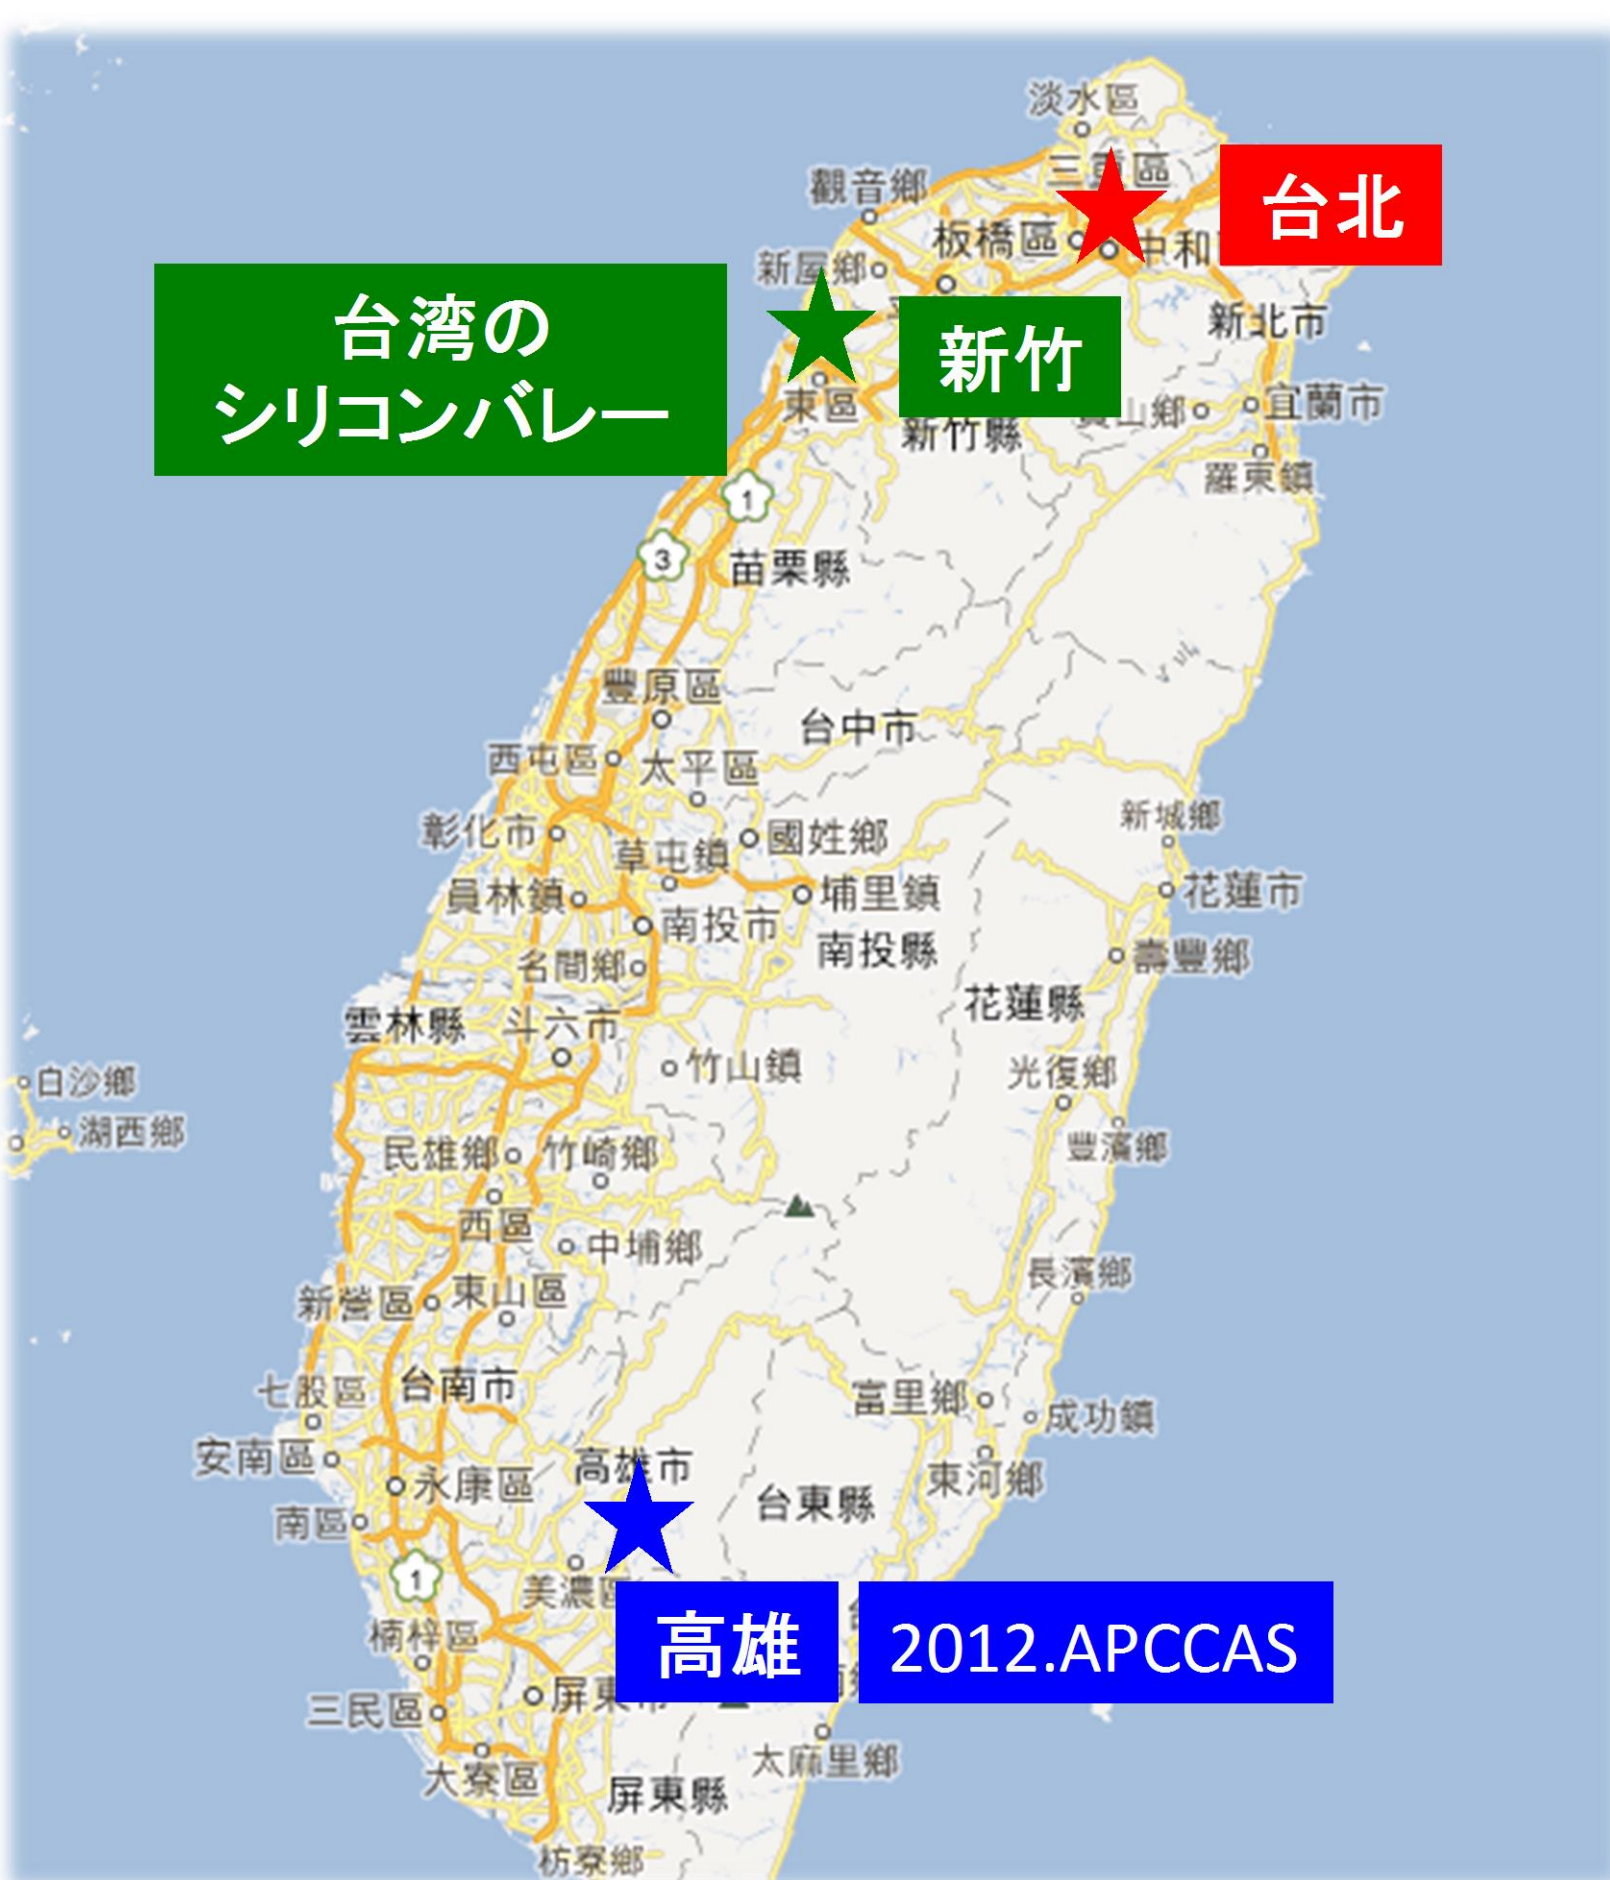 淡水區
三重區
台北
觀音鄉
板橋區
中和
新屋鄉
台湾の
シリコンバレー
新竹
新北市
東區
宜蘭市
新竹縣
羅東鎮
1
3
苗栗縣
豐原區
台中市
西屯區
太平區
新城鄉
彰化市
國姓鄉
草屯鎮
員林鎮
埔里鎮
花蓮市
南投市
南投縣
壽豐鄉
名間鄉
花蓮縣
雲林縣
斗六市
竹山鎮
光復鄉
白沙鄉
湖西鄉
民雄鄉
竹崎鄉
豐濱鄉
西區
中埔鄉
長濱鄉
新營區
東山區
七股區
台南市
富里鄉
成功鎮
安南區
永康區
高雄市
東河鄉
台東縣
南區
1
美濃區
高雄
2012.APCCAS
楠梓區
屏東市
三民區
太麻里鄉
大寮區
屏東縣
枋寮鄉